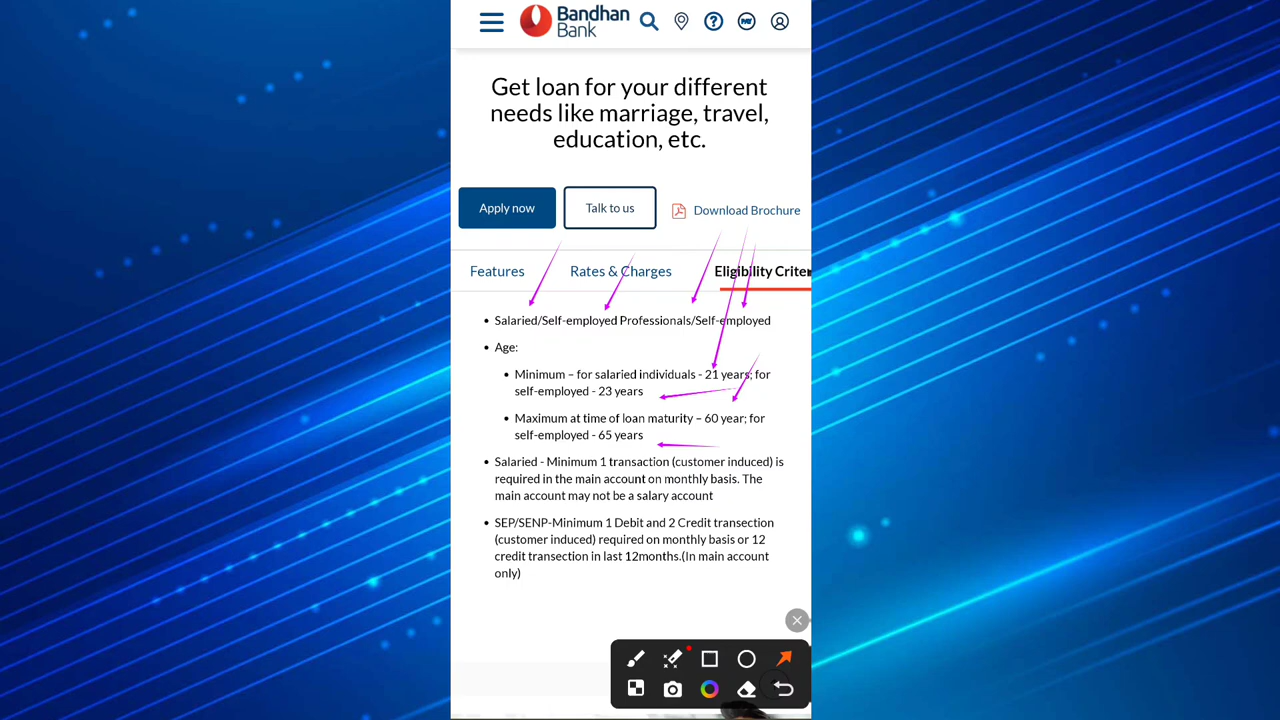 Bandhan
Bank
Get loan for your different
needs like marriage, travel,
education, etc.
Apply now
Talk to us
Download Brochure
Features
Rates & Charges
Eligibility Criter
• Salaried/Self-employed Professionals/Self-employed
• Age:
• Minimum – for salaried individuals - 21 years; for
self-employed - 23 years
• Maximum at time of loan maturity – 60 year; for
self-employed - 65 years
• Salaried - Minimum 1 transaction (customer induced) is
required in the main account on monthly basis. The
main account may not be a salary account
• SEP/SENP-Minimum 1 Debit and 2 Credit transection
(customer induced) required on monthly basis or 12
credit transection in last 12months.(In main account
only)